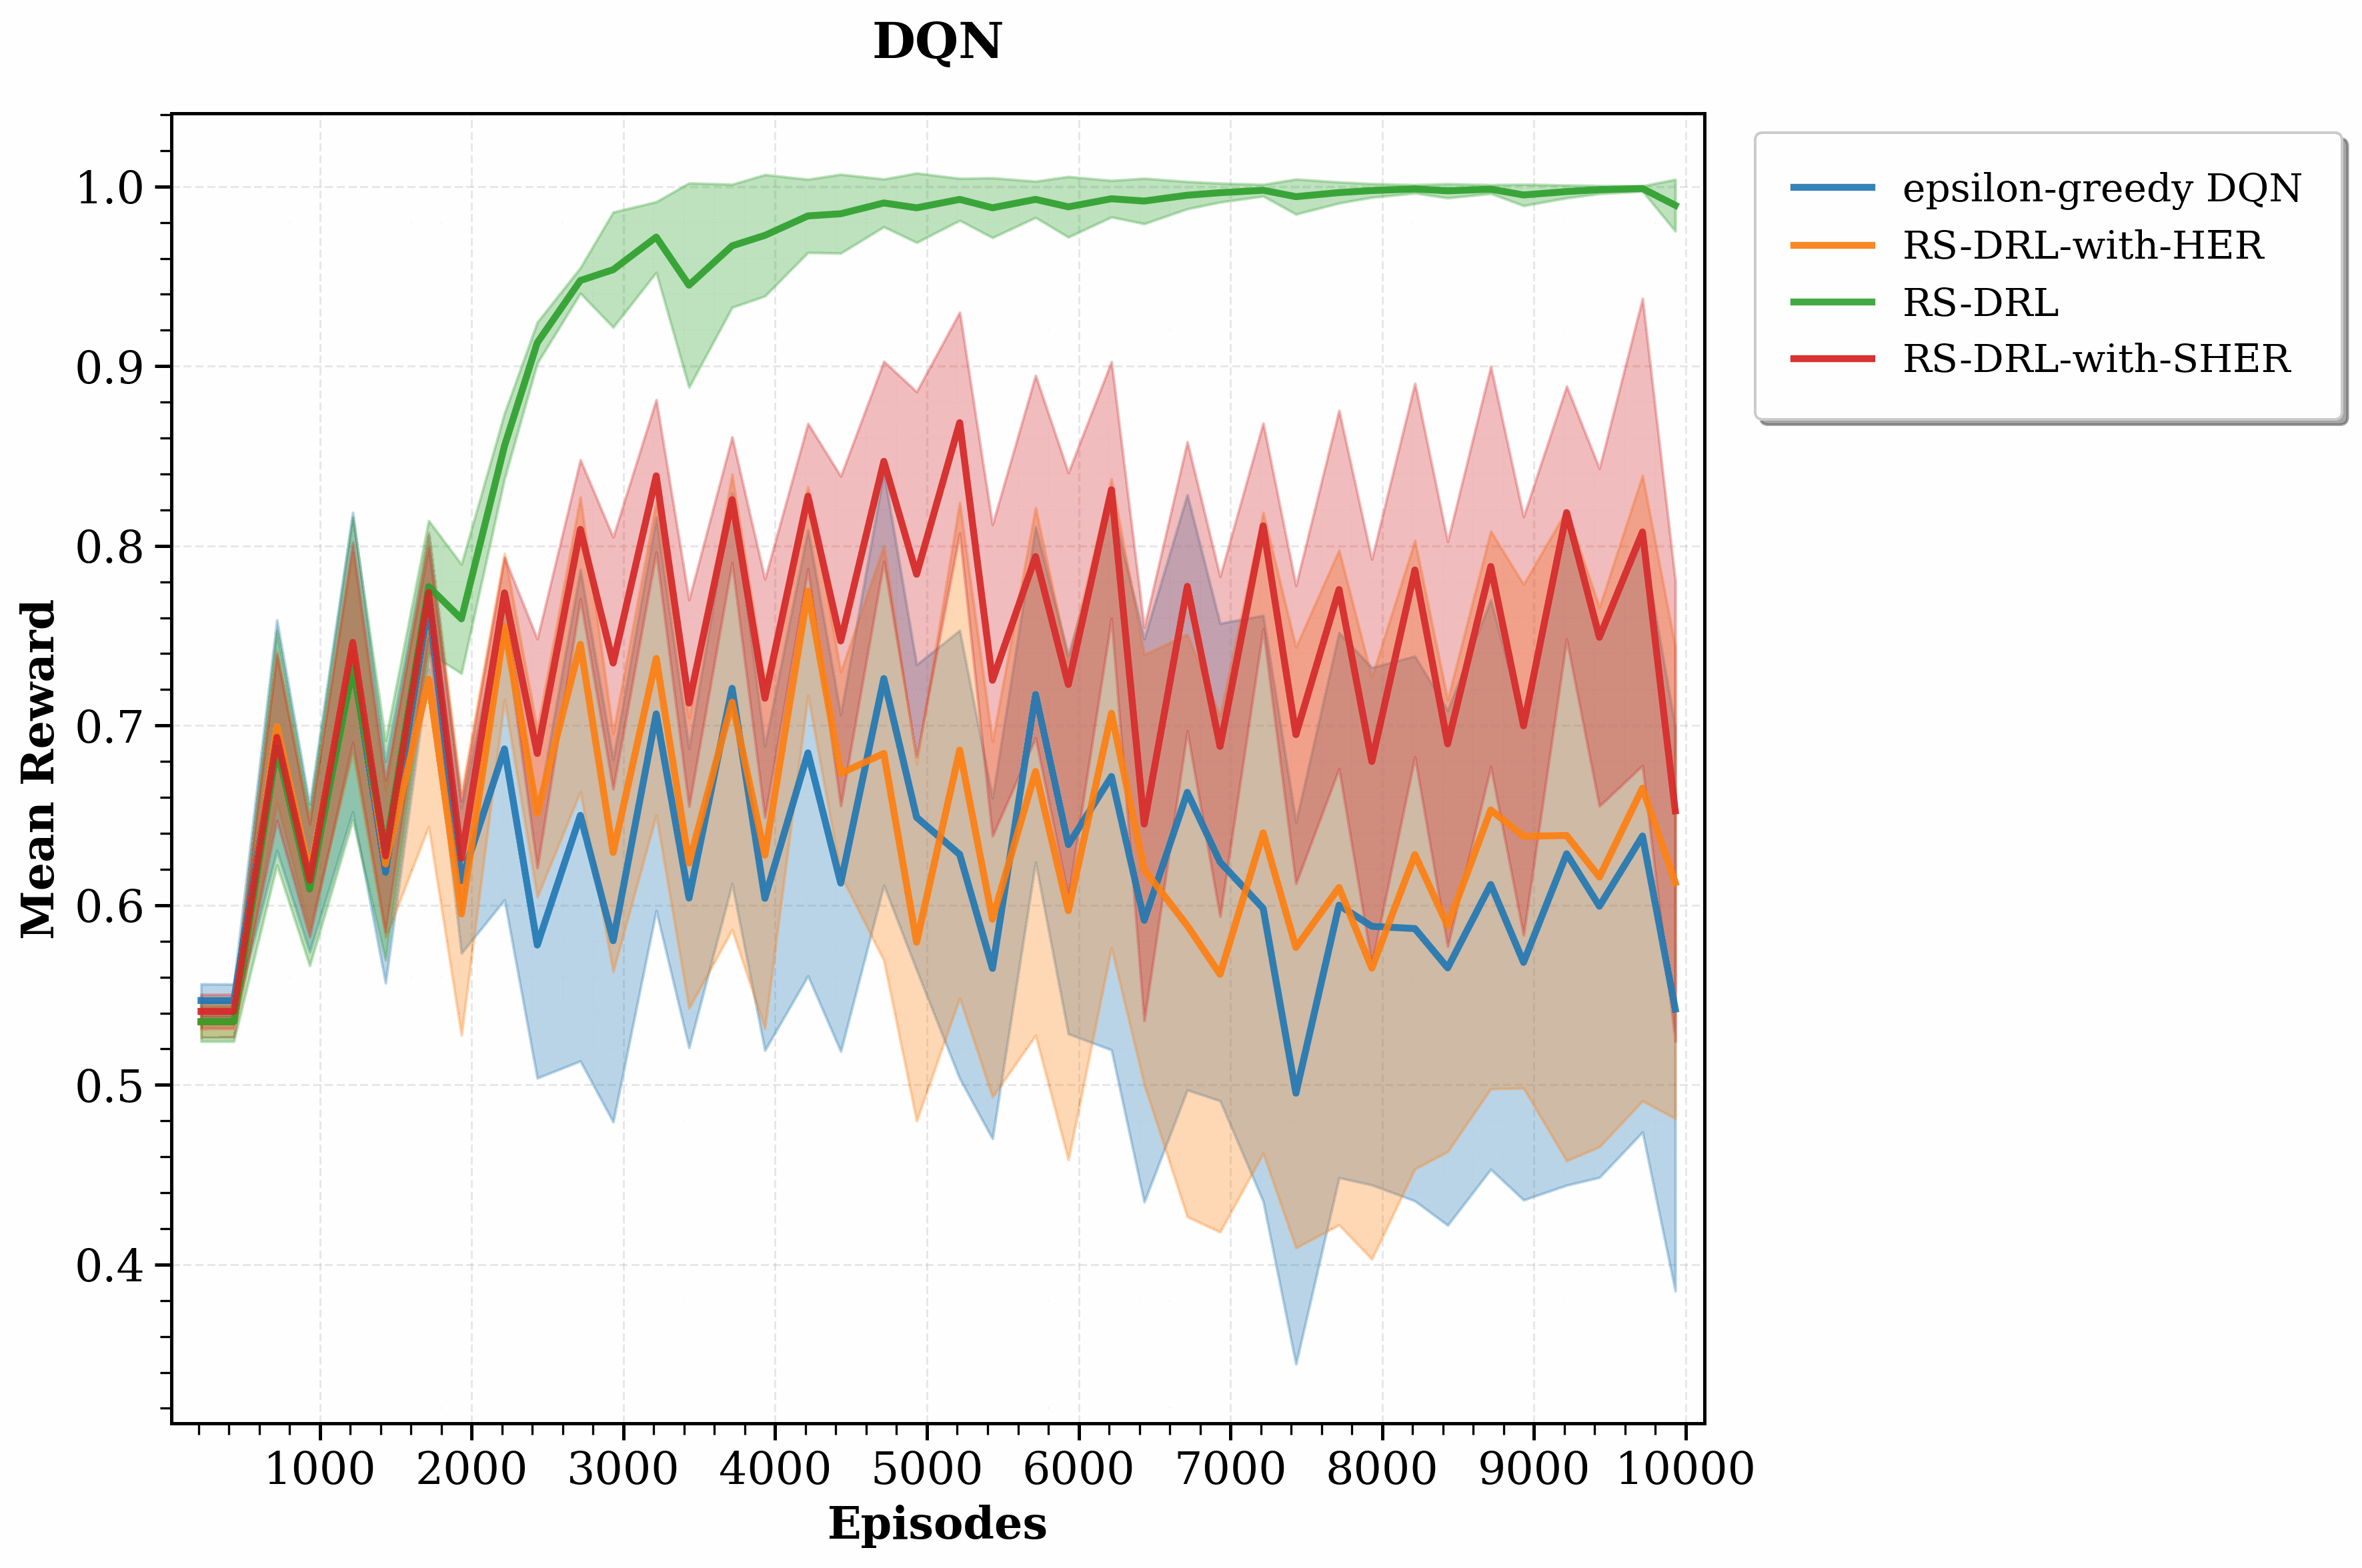 DQN
epsilon-greedy DQN
RS-DRL-with-HER
RS-DRL
RS-DRL-with-SHER
Mean Reward
1.0
0.9
0.8
0.7
0.6
0.5
0.4
1000 2000 3000 4000 5000 6000 7000 8000 9000 10000
Episodes